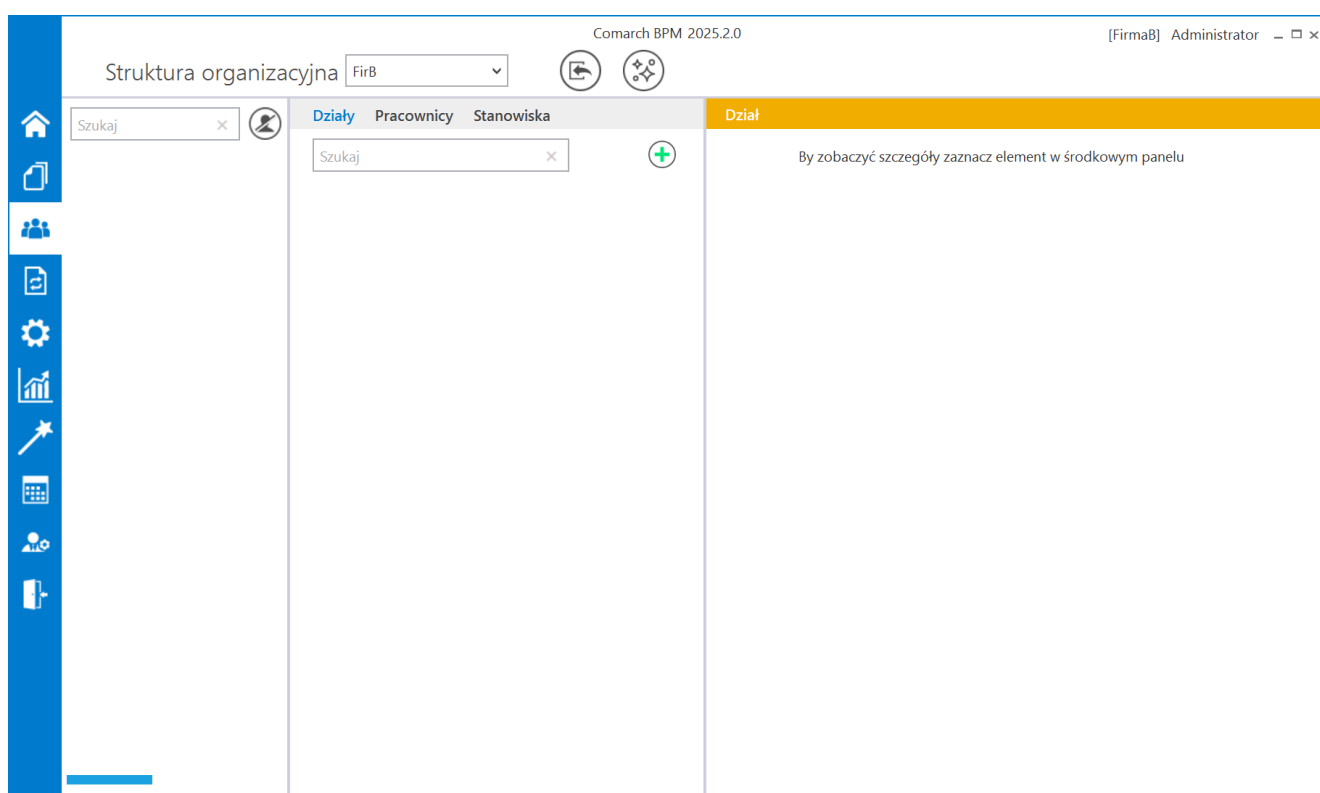 Comarch BPM 2025.2.0
[FirmaB] Administrator
Struktura organizacyjna FirB
Szukaj
Działy Pracownicy Stanowiska
Szukaj
Dział
By zobaczyć szczegóły zaznacz element w środkowym panelu